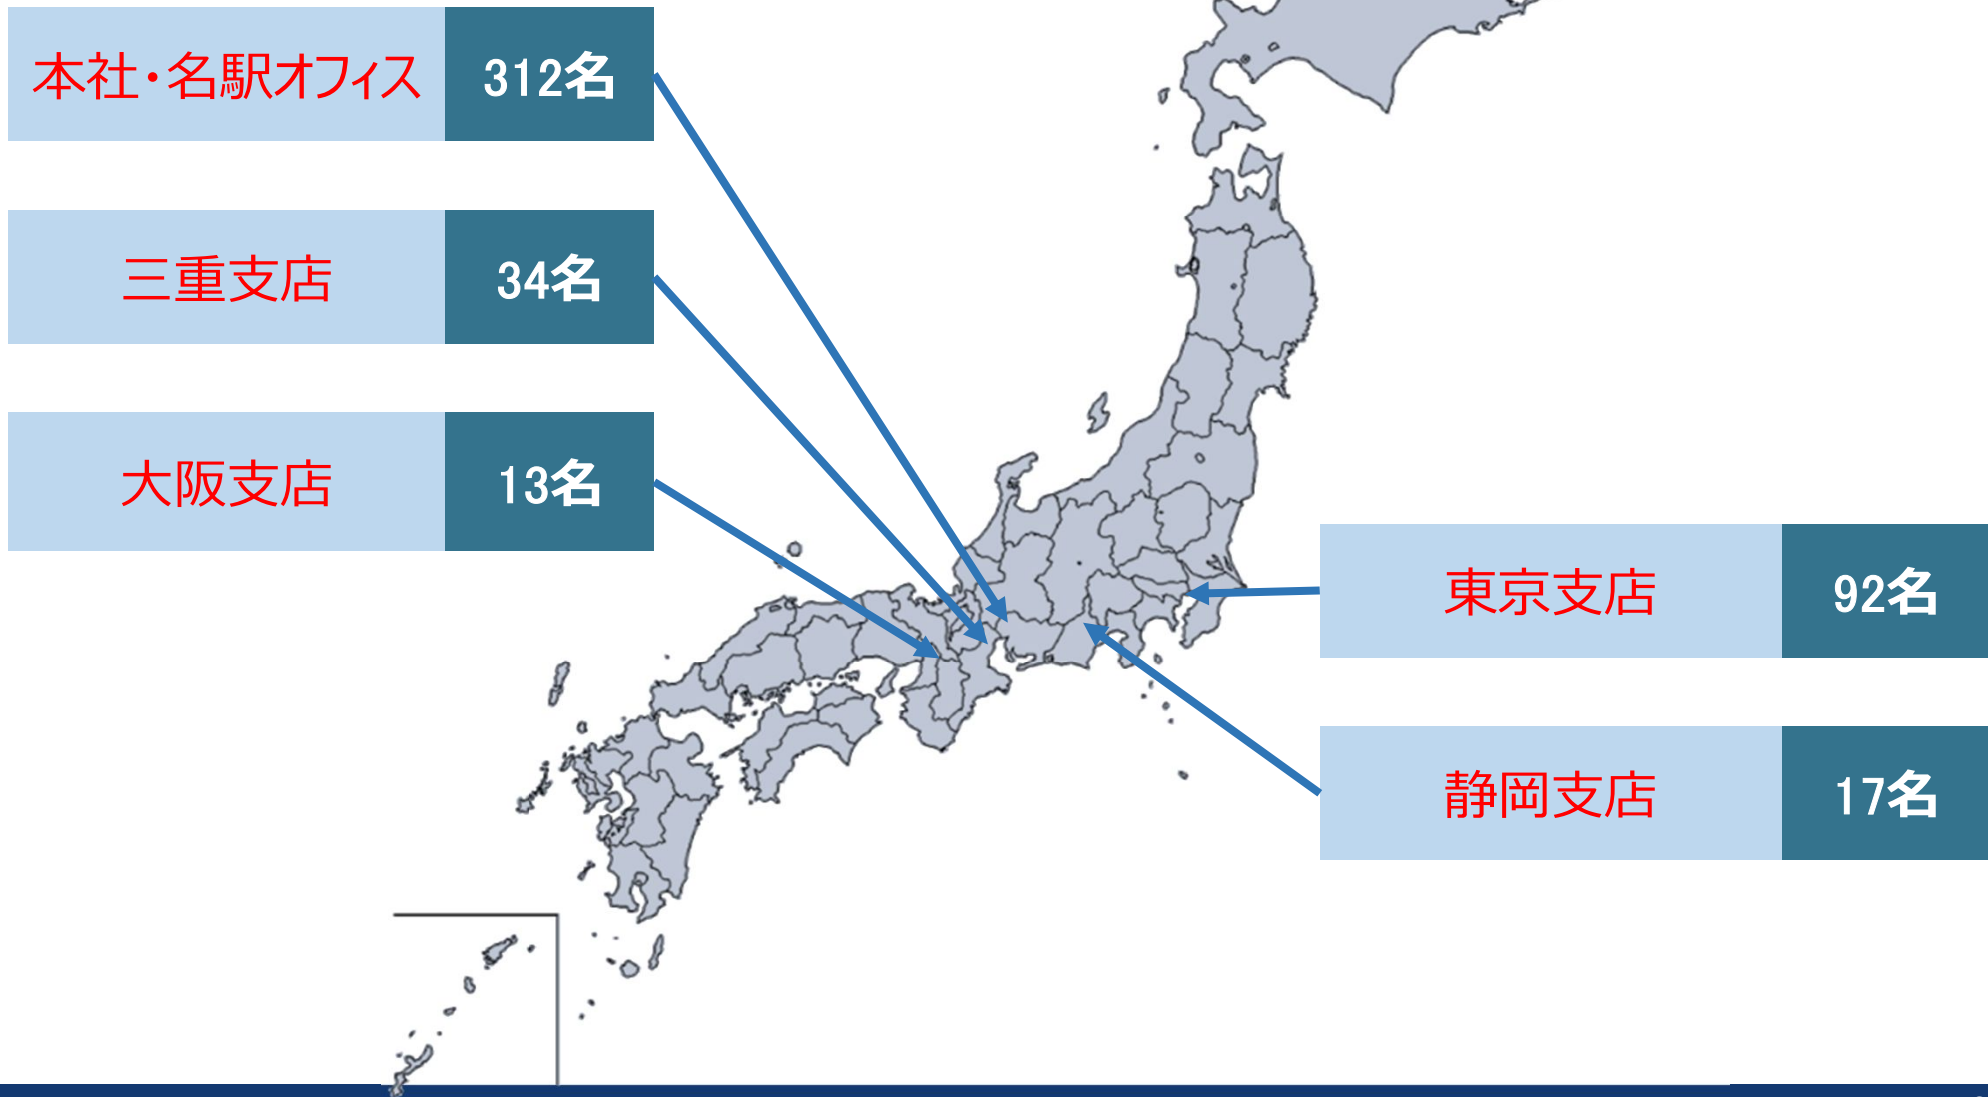 本社・名駅オフィス 312名
三重支店 34名
大阪支店 13名
東京支店 92名
静岡支店 17名